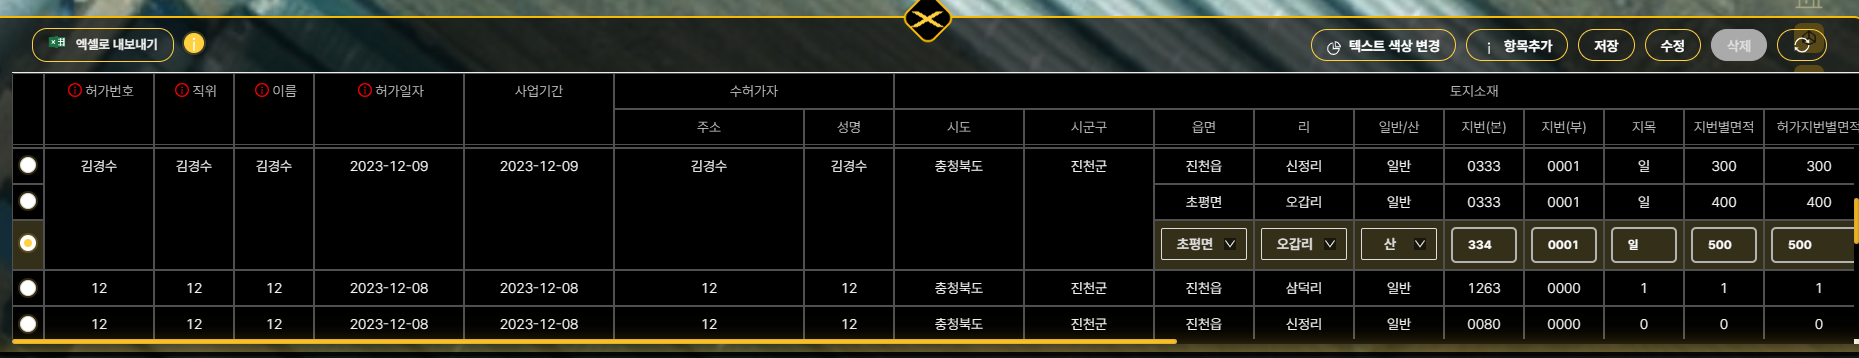 엑셀로 내보내기 i 텍스트 색상 변경 i 항목추가 저장 수정 삭제
허가번호 직위 이름 허가일자 사업기간 수허가자 토지소재
주소 성명 시도 시군구 읍면 리 일반/산 지번(본) 지번(부) 지목 지번별면적 허가지번별면적
김경수 김경수 김경수 2023-12-09 2023-12-09 김경수 김경수 충청북도 진천군 진천읍 신정리 일반 0333 0001 일 300 300
초평면 오갑리 일반 0333 0001 일 400 400
초평면 오갑리 산 334 0001 일 500 500
12 12 12 2023-12-08 2023-12-08 12 12 충청북도 진천군 진천읍 삼덕리 일반 1263 0000 1 1 1
12 12 12 2023-12-08 2023-12-08 12 12 충청북도 진천군 진천읍 신정리 일반 0080 0000 0 0 0